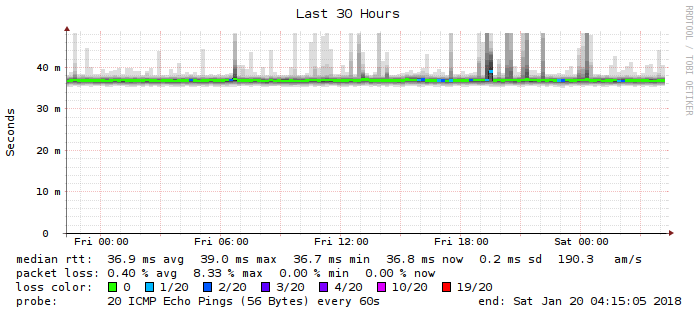 Last 30 Hours
RRDTOOL / TOBI OETIKER
Seconds
40 m
30 m
20 m
10 m
0
Fri 00:00 Fri 06:00 Fri 12:00 Fri 18:00 Sat 00:00
median rtt: 36.9 ms avg 39.0 ms max 36.7 ms min 36.8 ms now 0.2 ms sd 190.3 am/s
packet loss: 0.40 % avg 8.33 % max 0.00 % min 0.00 % now
loss color: 0 1/20 2/20 3/20 4/20 10/20 19/20
probe: 20 ICMP Echo Pings (56 Bytes) every 60s end: Sat Jan 20 04:15:05 2018